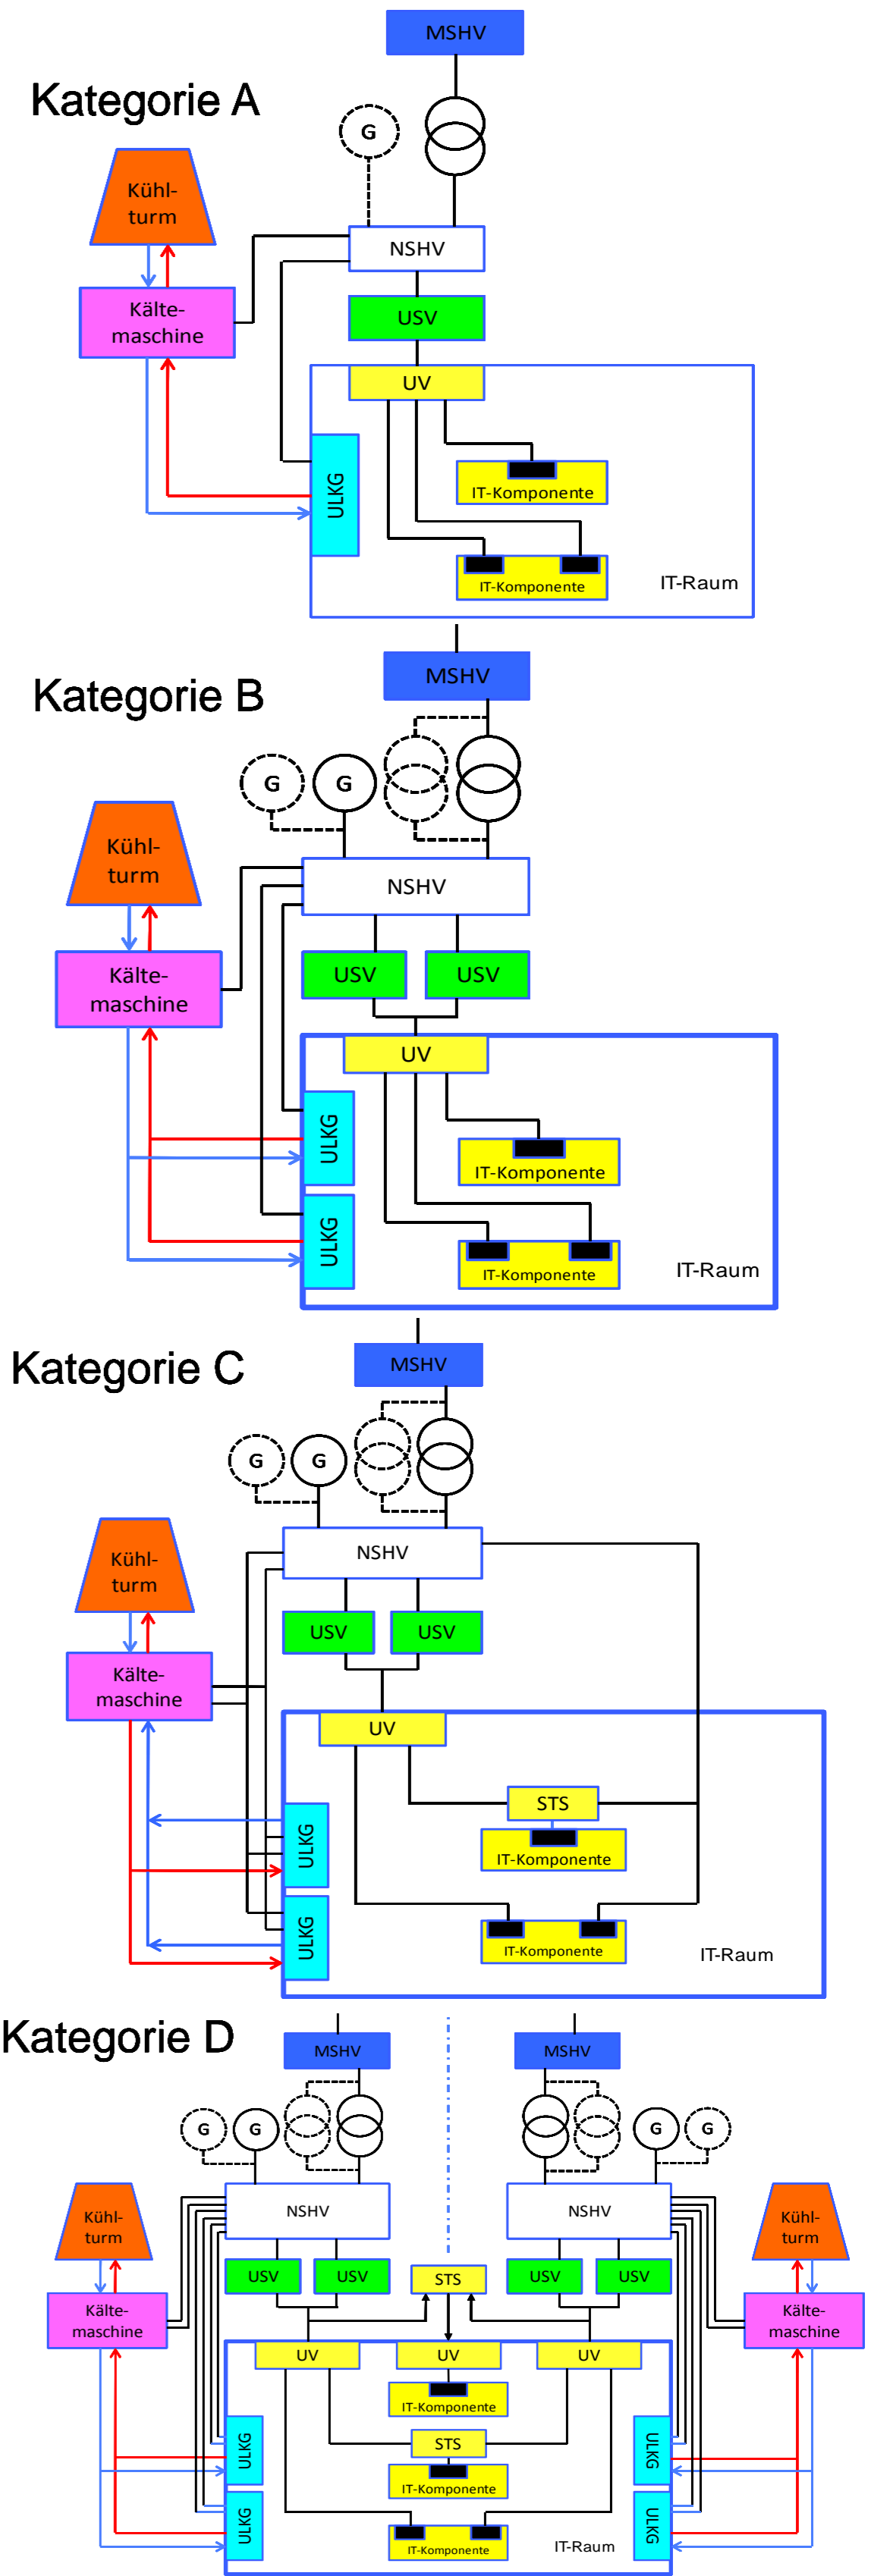 MSHV
Kategorie A
G
Kühl-
turm
NSHV
Kälte-
maschine
USV
UV
ULKG
IT-Komponente
IT-Komponente
IT-Raum
MSHV
Kategorie B
G
G
Kühl-
turm
NSHV
Kälte-
maschine
USV
USV
UV
ULKG
IT-Komponente
ULKG
IT-Komponente
IT-Raum
MSHV
Kategorie C
G
G
Kühl-
turm
NSHV
USV
USV
Kälte-
maschine
UV
STS
ULKG
IT-Komponente
ULKG
IT-Komponente
IT-Raum
Kategorie D
MSHV
MSHV
G
G
G
G
Kühl-
turm
NSHV
NSHV
Kühl-
turm
USV
USV
STS
USV
USV
Kälte-
maschine
Kälte-
maschine
UV
UV
UV
IT-Komponente
ULKG
STS
ULKG
IT-Komponente
ULKG
ULKG
IT-Komponente
IT-Raum